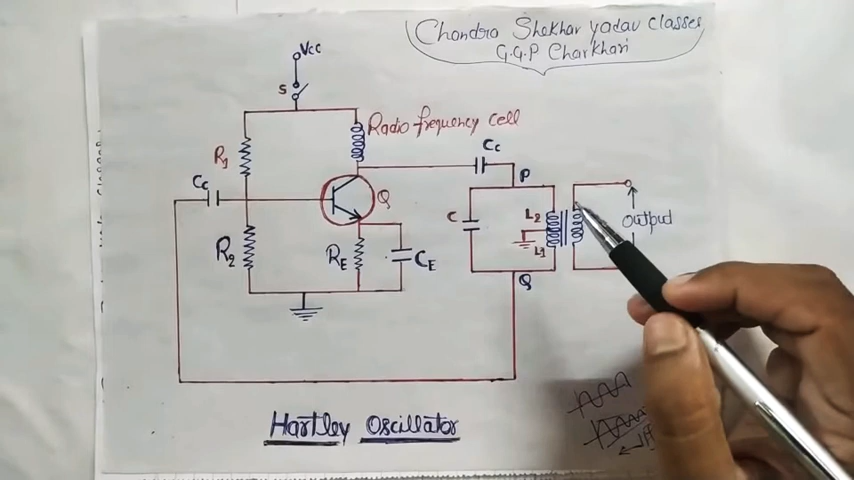 Chandra Shekhar yadav classes
G.G.P Charkhari
Vcc
S
Radio frequency cell
R1
Cc
P
Cc
Q
C
L2
output
L1
R2
RE
CE
Q
Hartley Oscillator